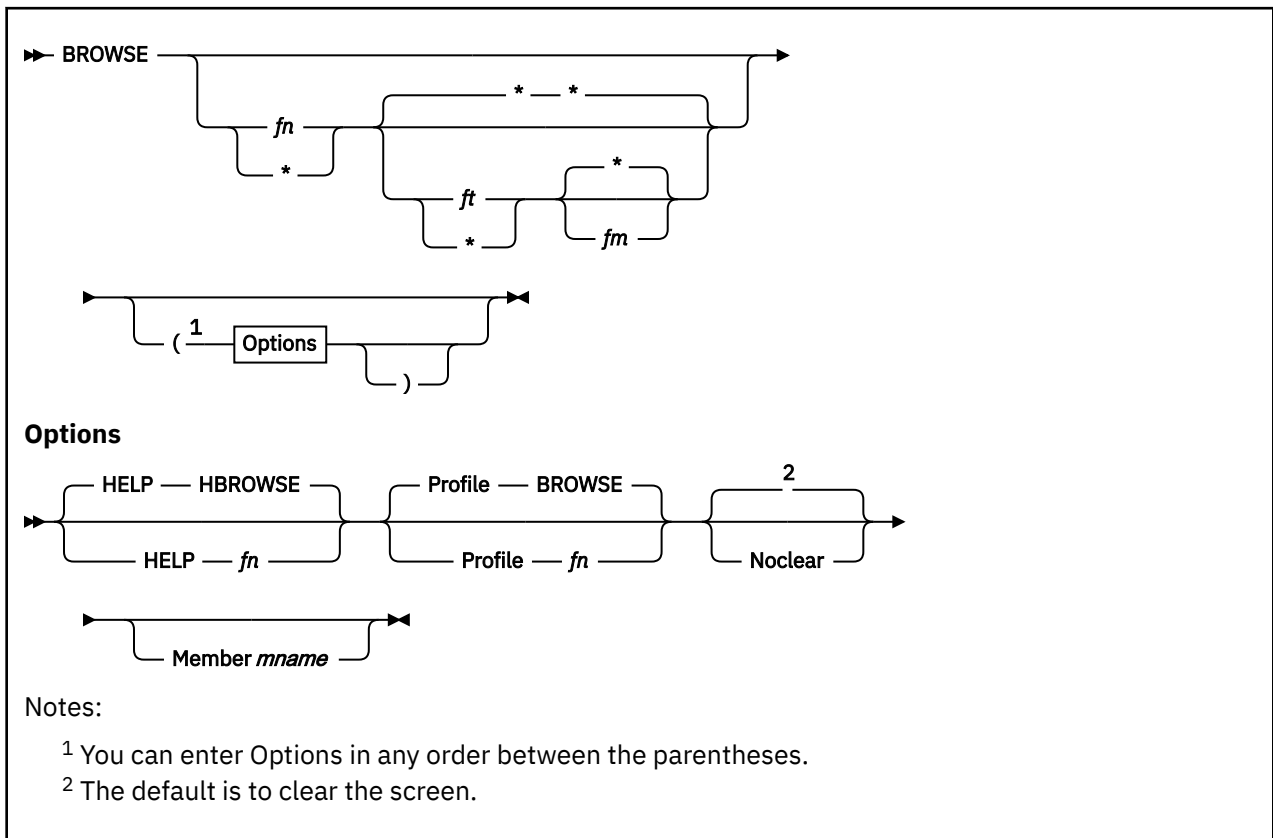 BROWSE
* *
fn
*
*
ft
*
fm
( 1 Options
)
Options
HELP HBROWSE Profile BROWSE 2
HELP fn Profile fn Noclear
Member mname
Notes:
1 You can enter Options in any order between the parentheses.
2 The default is to clear the screen.